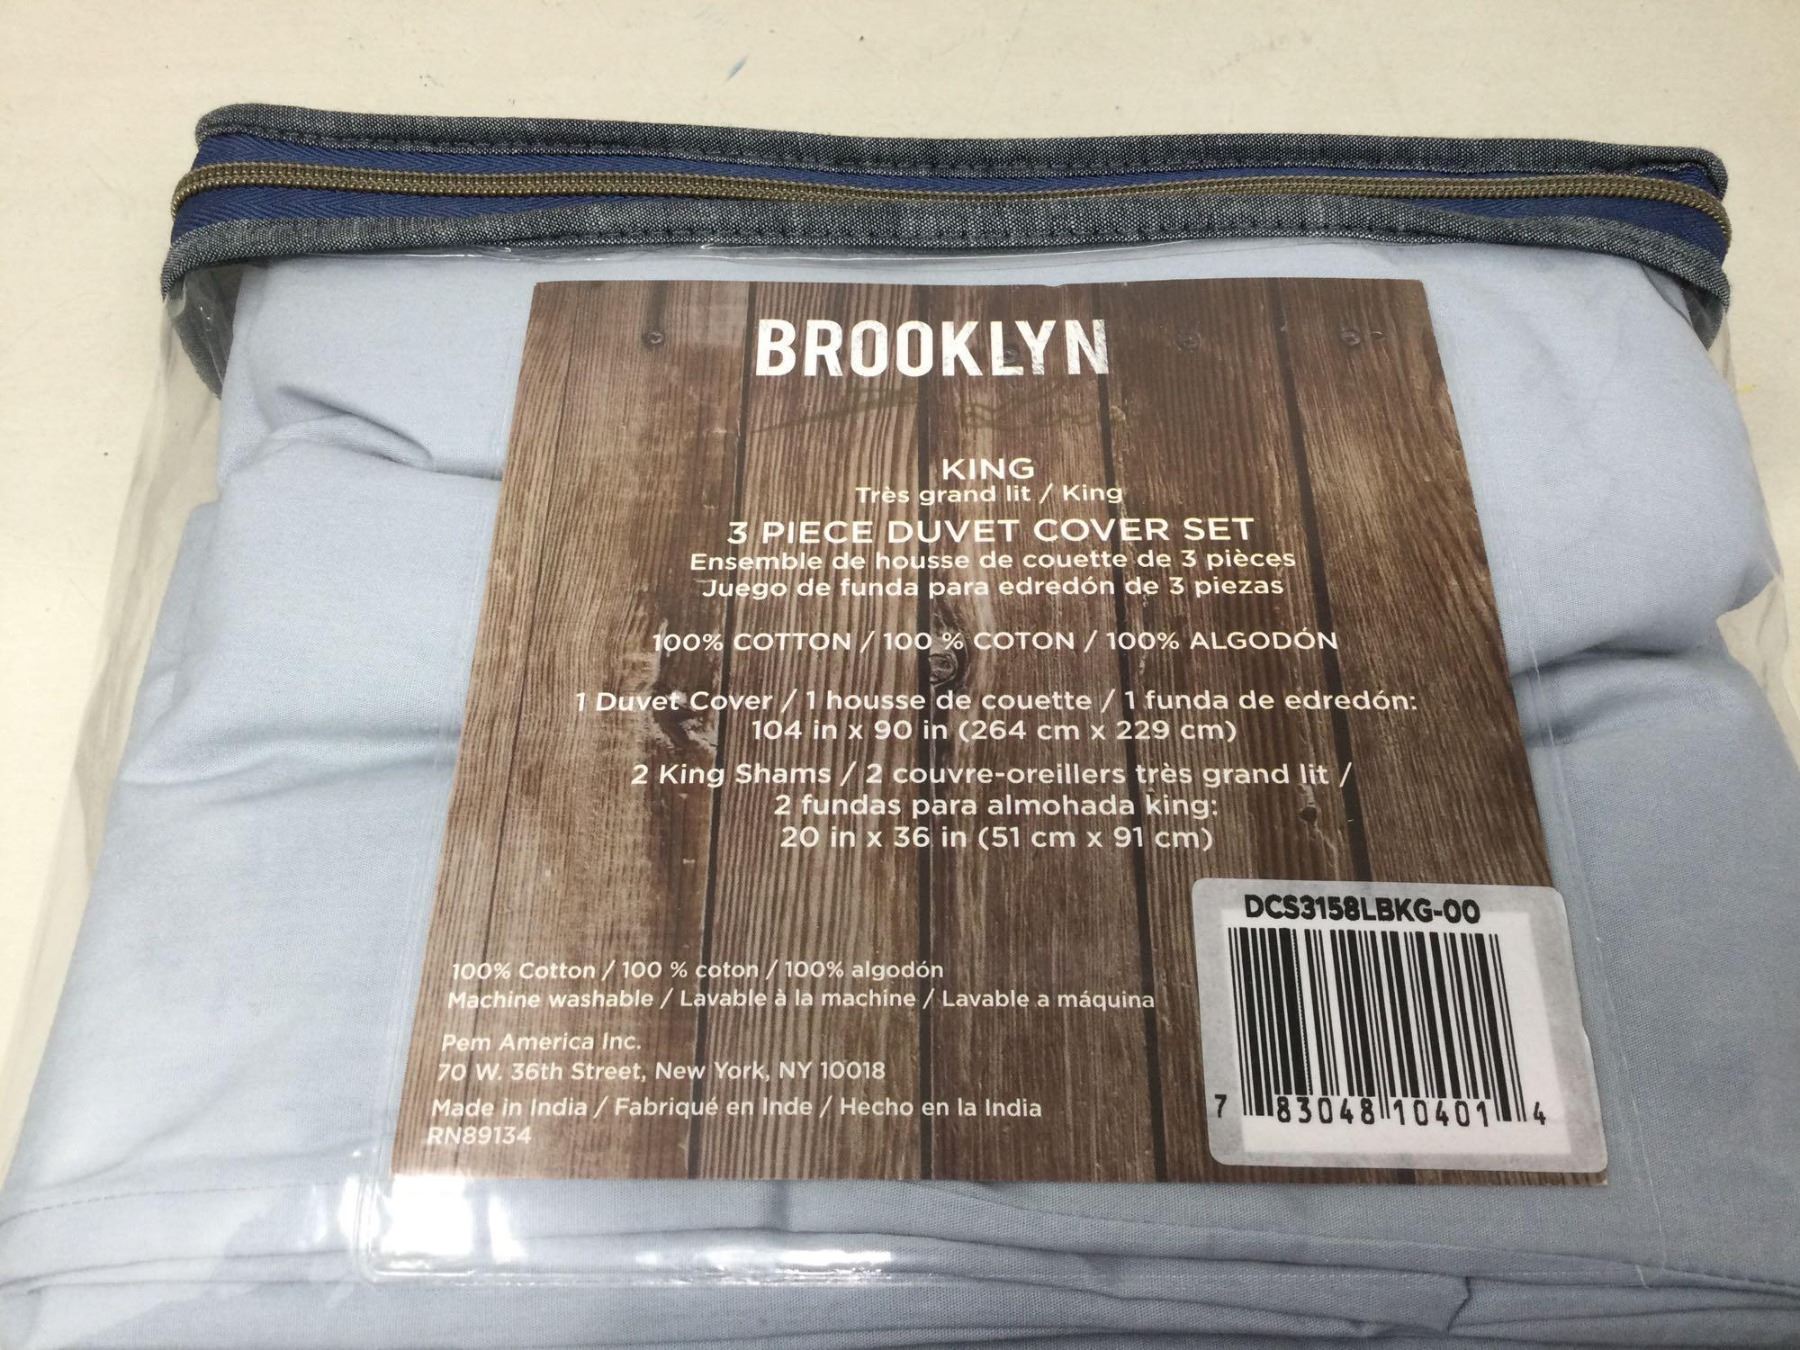 BROOKLYN
KING
Très grand lit / King
3 PIECE DUVET COVER SET
Ensemble de housse de couette de 3 pièces
Juego de funda para edredón de 3 piezas
100% COTTON / 100 % COTON / 100% ALGODÓN
1 Duvet Cover / 1 housse de couette / 1 funda de edredón:
104 in x 90 in (264 cm x 229 cm)
2 King Shams / 2 couvre-oreillers très grand lit /
2 fundas para almohada king:
20 in x 36 in (51 cm x 91 cm)
DCS3158LBKG-00
7 83048 10401 4
100% Cotton / 100 % coton / 100% algodón
Machine washable / Lavable à la machine / Lavable a máquina
Pem America Inc.
70 W. 36th Street, New York, NY 10018
Made in India / Fabriqué en Inde / Hecho en la India
RN89134